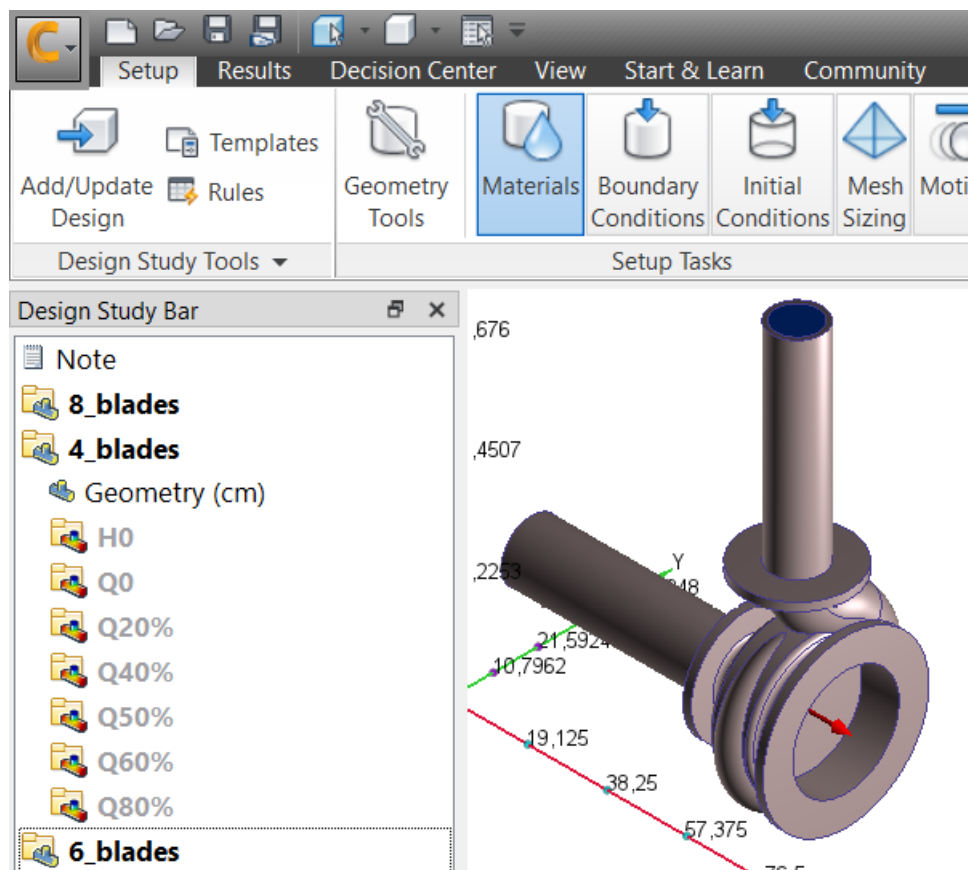 C
Setup Results Decision Center View Start & Learn Community
Add/Update Design
Templates
Rules
Geometry Tools
Materials
Boundary Conditions
Initial Conditions
Mesh Sizing
Design Study Tools
Setup Tasks
Design Study Bar
Note
8_blades
4_blades
Geometry (cm)
H0
Q0
Q20%
Q40%
Q50%
Q60%
Q80%
6_blades
,676
,4507
,2253
Y
21,5924
10,7962
19,125
38,25
57,375